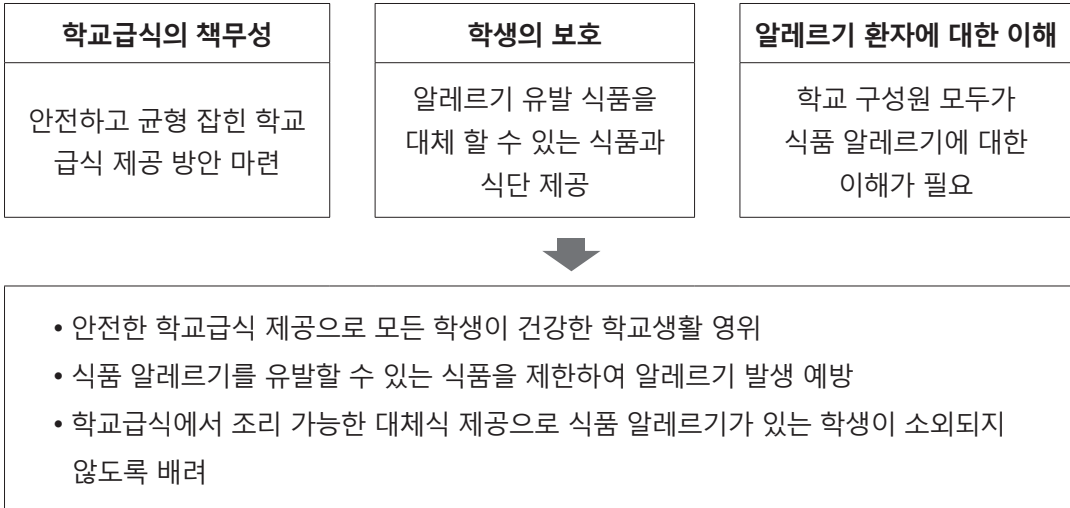 학교급식의 책무성
안전하고 균형 잡힌 학교
급식 제공 방안 마련
학생의 보호
알레르기 유발 식품을
대체 할 수 있는 식품과
식단 제공
알레르기 환자에 대한 이해
학교 구성원 모두가
식품 알레르기에 대한
이해가 필요
• 안전한 학교급식 제공으로 모든 학생이 건강한 학교생활 영위
• 식품 알레르기를 유발할 수 있는 식품을 제한하여 알레르기 발생 예방
• 학교급식에서 조리 가능한 대체식 제공으로 식품 알레르기가 있는 학생이 소외되지
않도록 배려